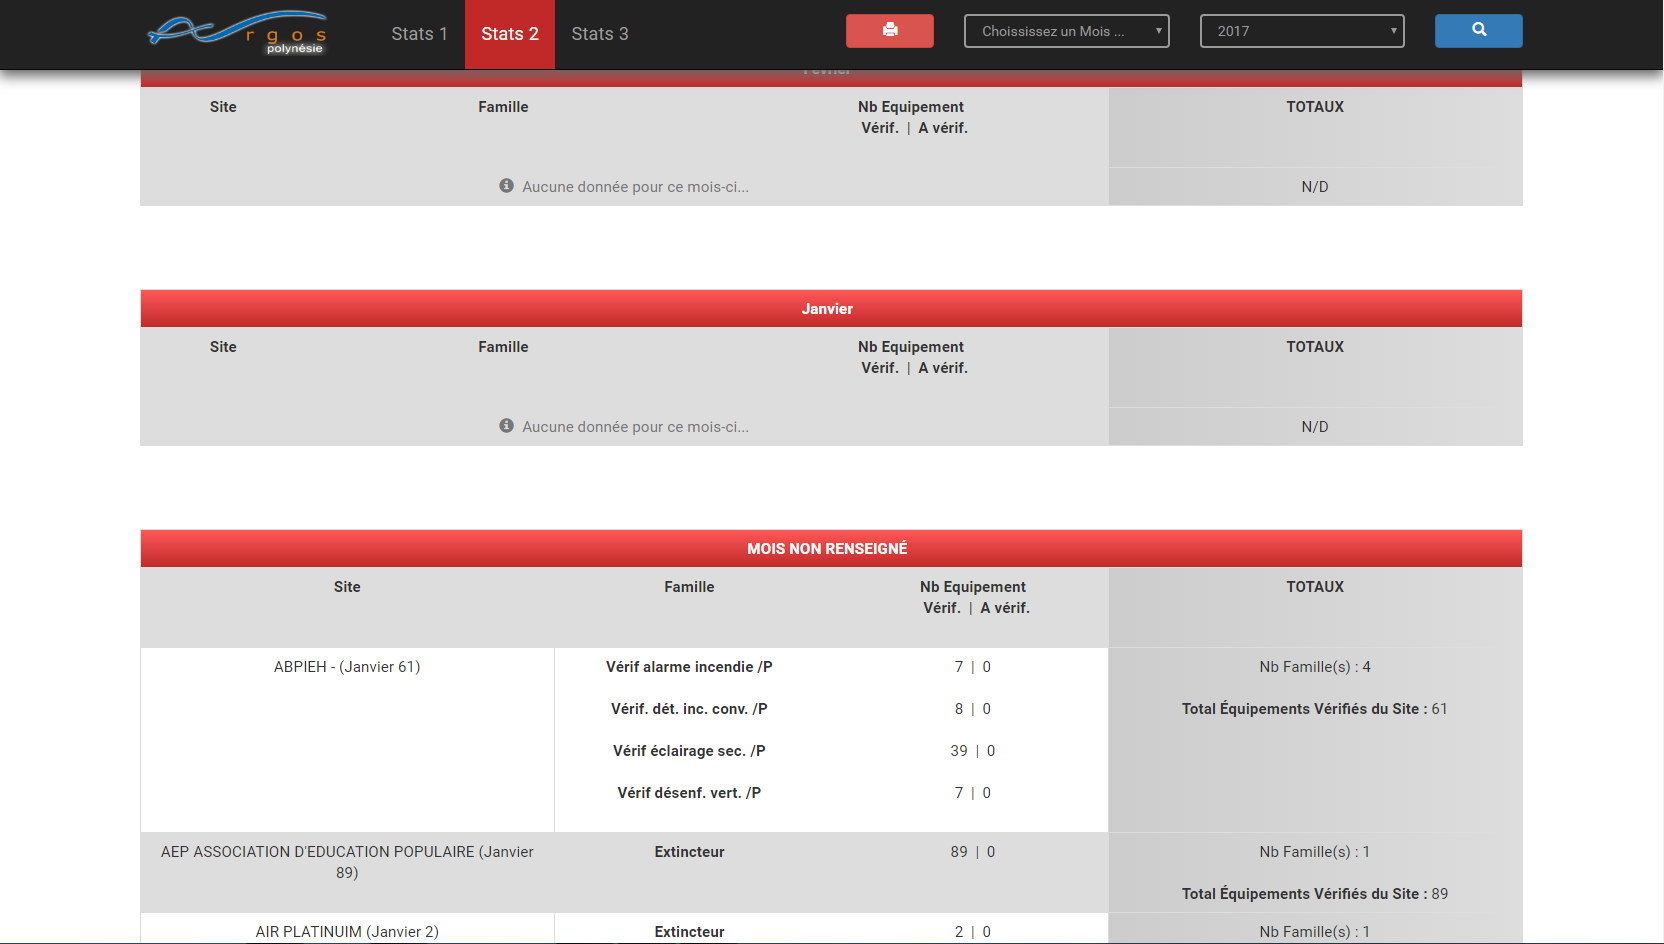 rgos
polynésie
Stats 1
Stats 2
Stats 3
Choississez un Mois ...
2017
Février
Site Famille Nb Equipement TOTAUX
Vérif. | A vérif.
Aucune donnée pour ce mois-ci... N/D
Janvier
Site Famille Nb Equipement TOTAUX
Vérif. | A vérif.
Aucune donnée pour ce mois-ci... N/D
MOIS NON RENSEIGNÉ
Site Famille Nb Equipement TOTAUX
Vérif. | A vérif.
ABPIEH - (Janvier 61) Vérif alarme incendie /P 7 | 0 Nb Famille(s) : 4
Vérif. dét. inc. conv. /P 8 | 0 Total Équipements Vérifiés du Site : 61
Vérif éclairage sec. /P 39 | 0
Vérif désenf. vert. /P 7 | 0
AEP ASSOCIATION D'EDUCATION POPULAIRE (Janvier Extincteur 89 | 0 Nb Famille(s) : 1
89)
Total Équipements Vérifiés du Site : 89
AIR PLATINUIM (Janvier 2) Extincteur 2 | 0 Nb Famille(s) : 1